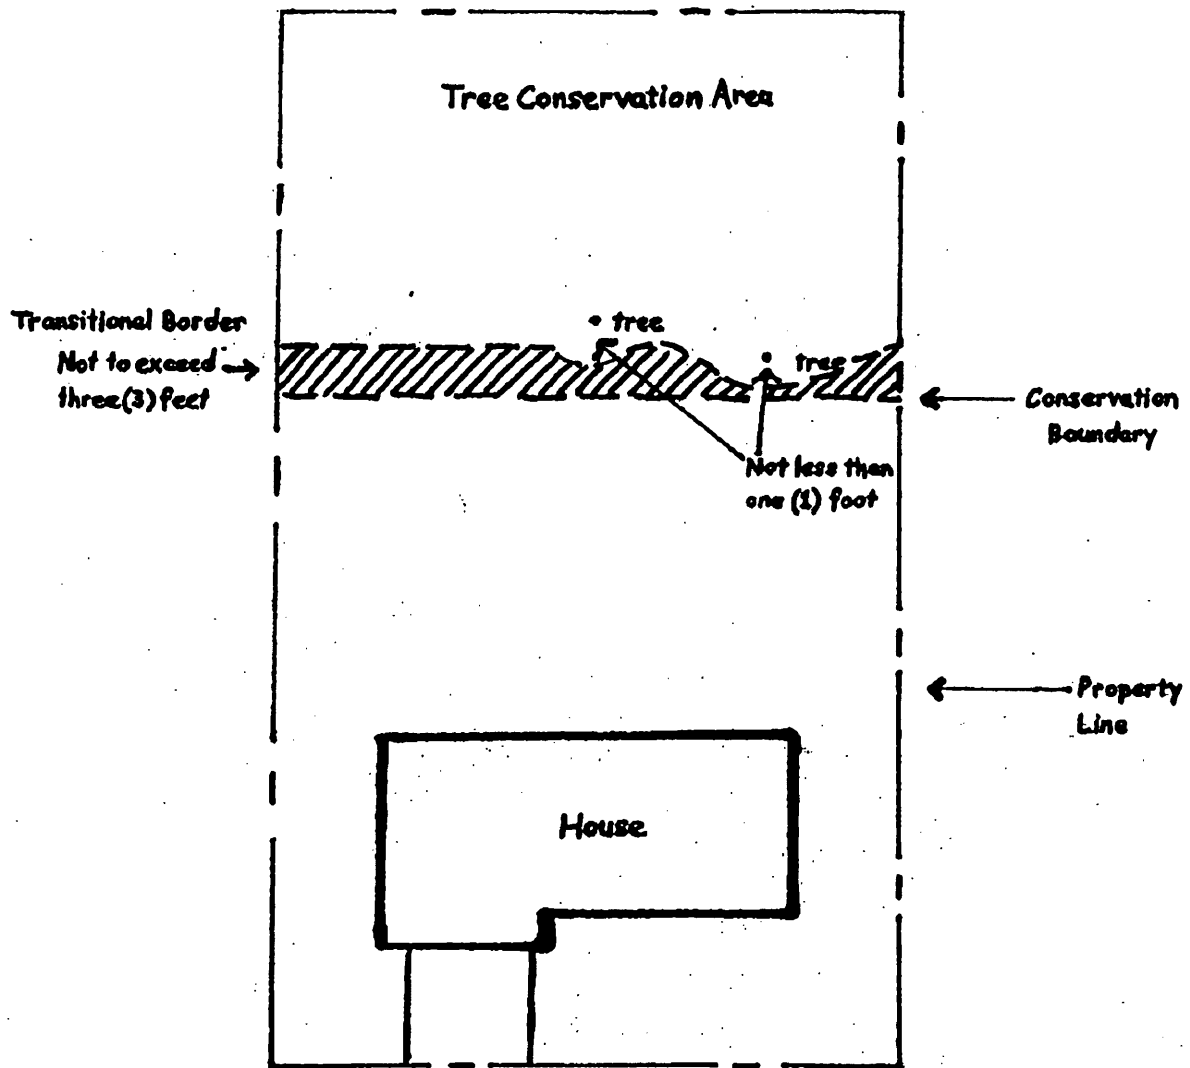 Tree Conservation Area
Transitional Border
Not to exceed
three (3) feet
tree
tree
Conservation
Boundary
Not less than
one (1) foot
Property
Line
House